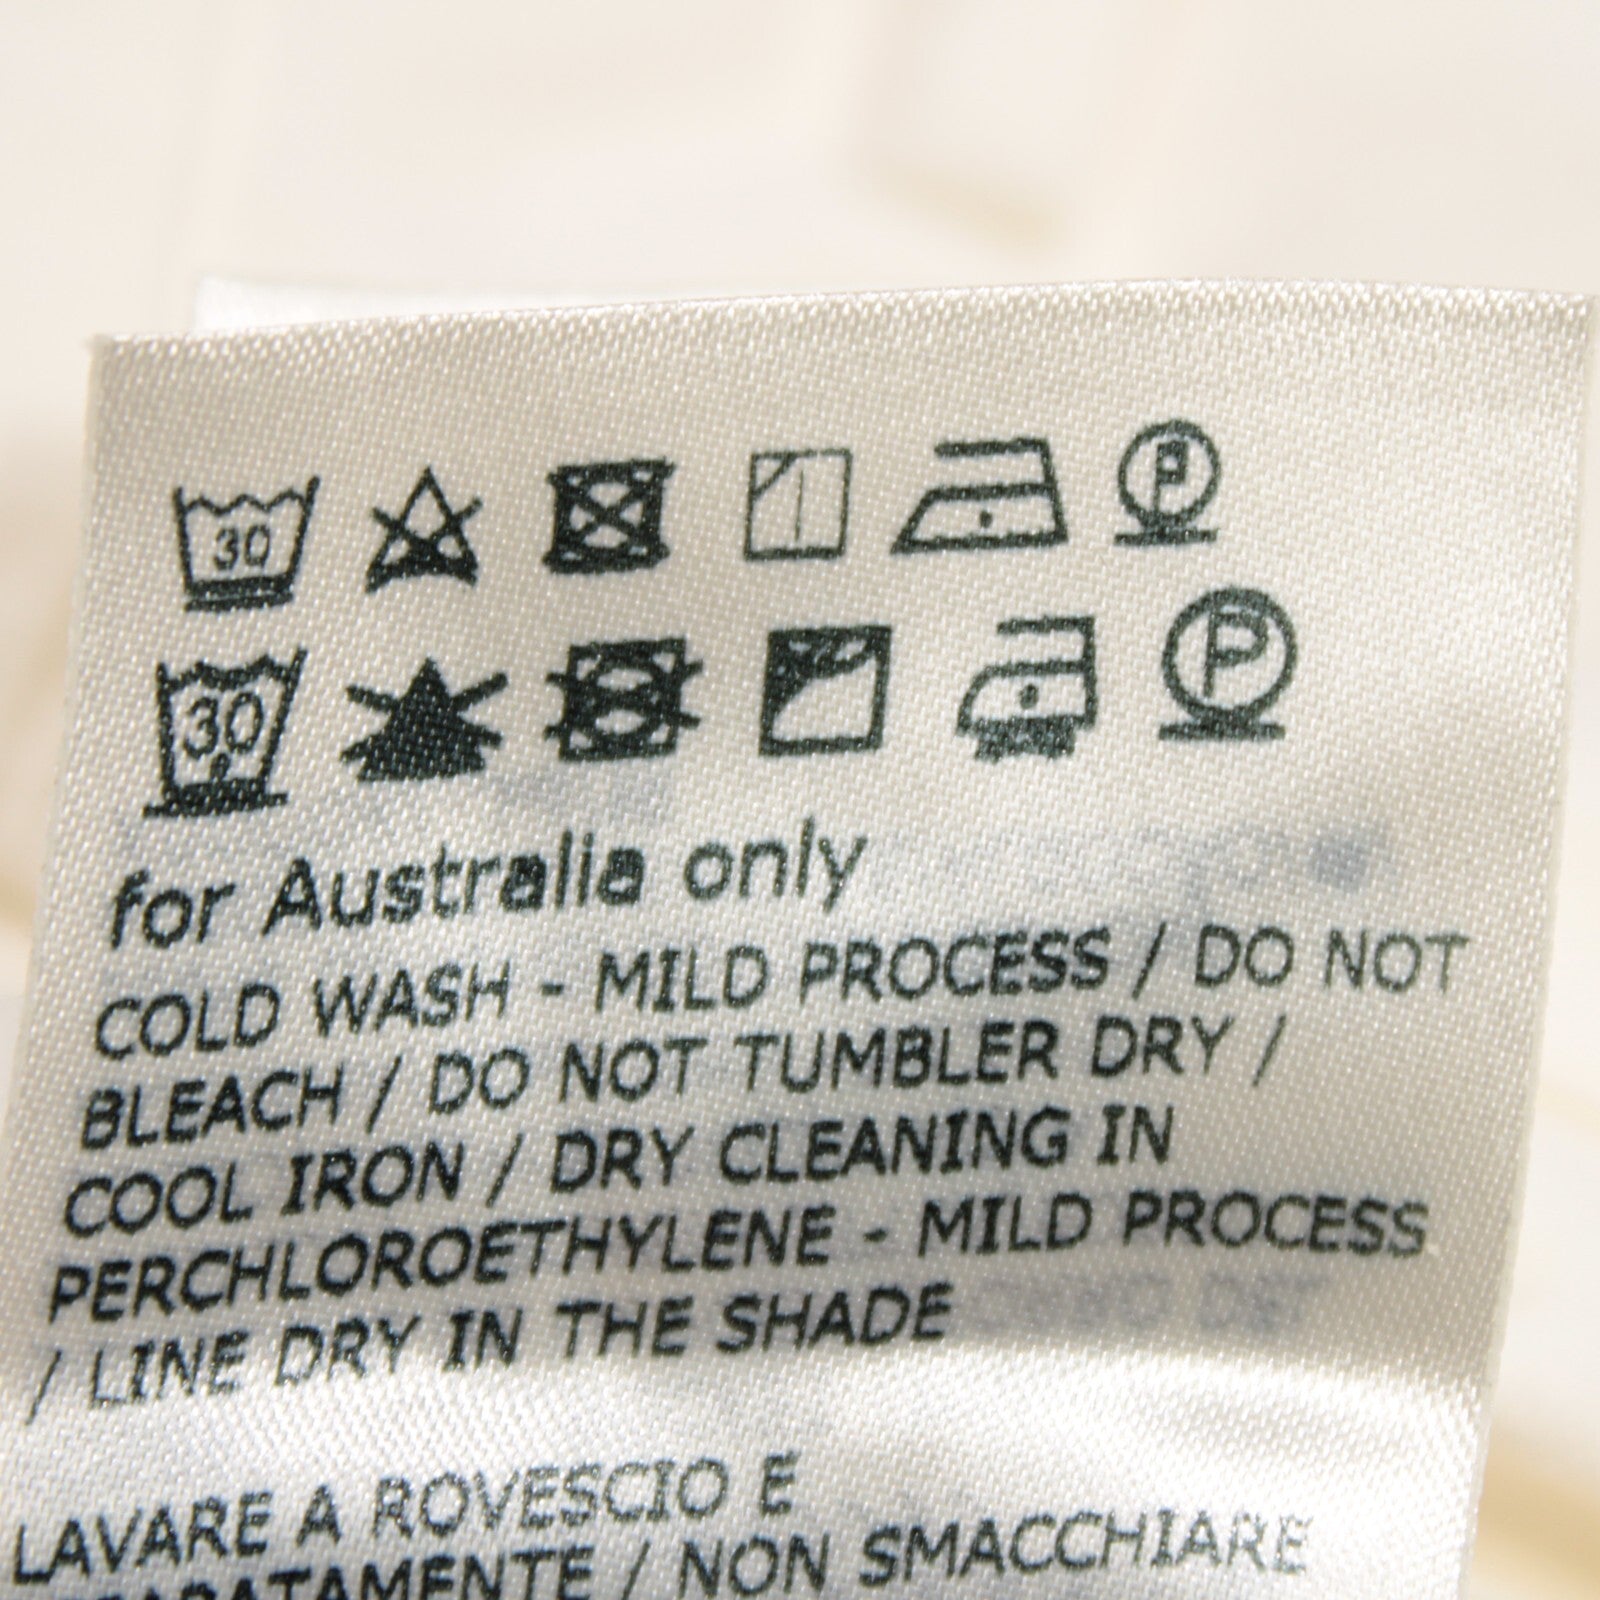 30 P
30 P
for Australia only
COLD WASH - MILD PROCESS / DO NOT
BLEACH / DO NOT TUMBLER DRY /
COOL IRON / DRY CLEANING IN
PERCHLOROETHYLENE - MILD PROCESS
/ LINE DRY IN THE SHADE
LAVARE A ROVESCIO E
/ NON SMACCHIARE